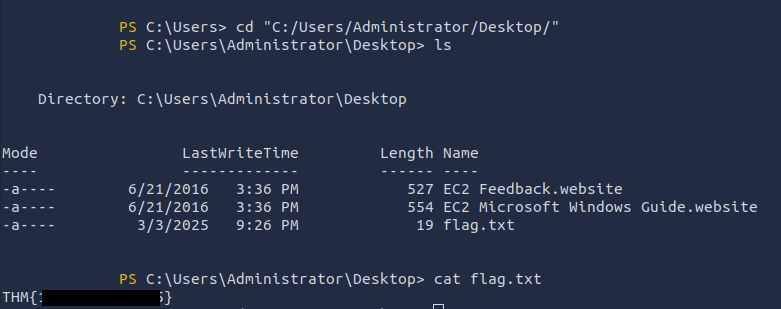 PS C:\Users> cd "C:/Users/Administrator/Desktop/"
PS C:\Users\Administrator\Desktop> ls
Directory: C:\Users\Administrator\Desktop
Mode LastWriteTime Length Name
---- ------------- ------ ----
-a---- 6/21/2016 3:36 PM 527 EC2 Feedback.website
-a---- 6/21/2016 3:36 PM 554 EC2 Microsoft Windows Guide.website
-a---- 3/3/2025 9:26 PM 19 flag.txt
PS C:\Users\Administrator\Desktop> cat flag.txt
THM{ }